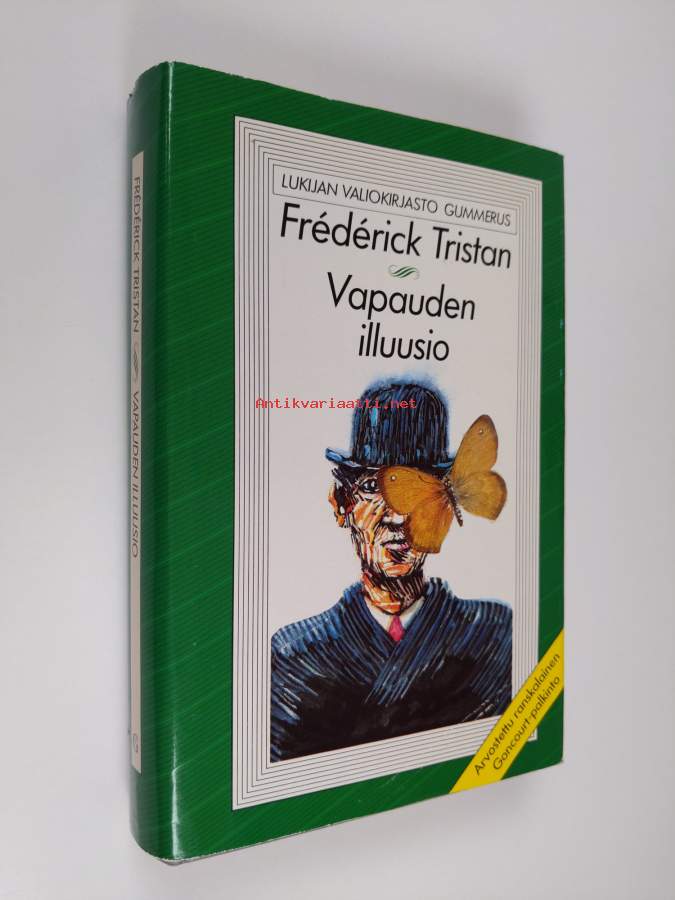 LUKIJAN VALIOKIRJASTO GUMMERUS
Frédérick Tristan
Vapauden
illuusio
Antikvariaatti.net
Arvostettu ranskalainen
Goncourt-palkinto
FRÉDÉRICK TRISTAN VAPAUDEN ILLUUSIO
G